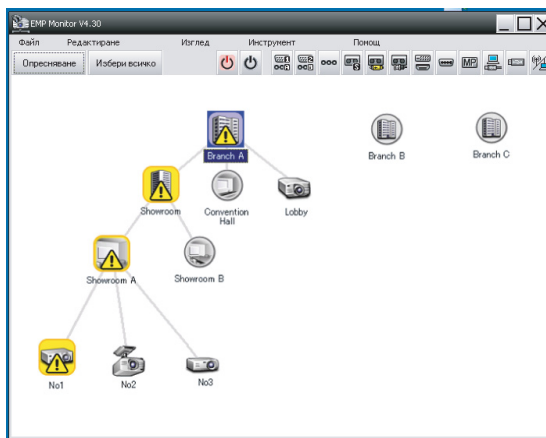 EMP Monitor V4.30
Файл Редактиране Изглед Инструмент Помощ
Опресняване Избери всичко
MP
Branch A
Branch B
Branch C
Showroom
Convention
Hall
Lobby
Showroom A
Showroom B
No1
No2
No3